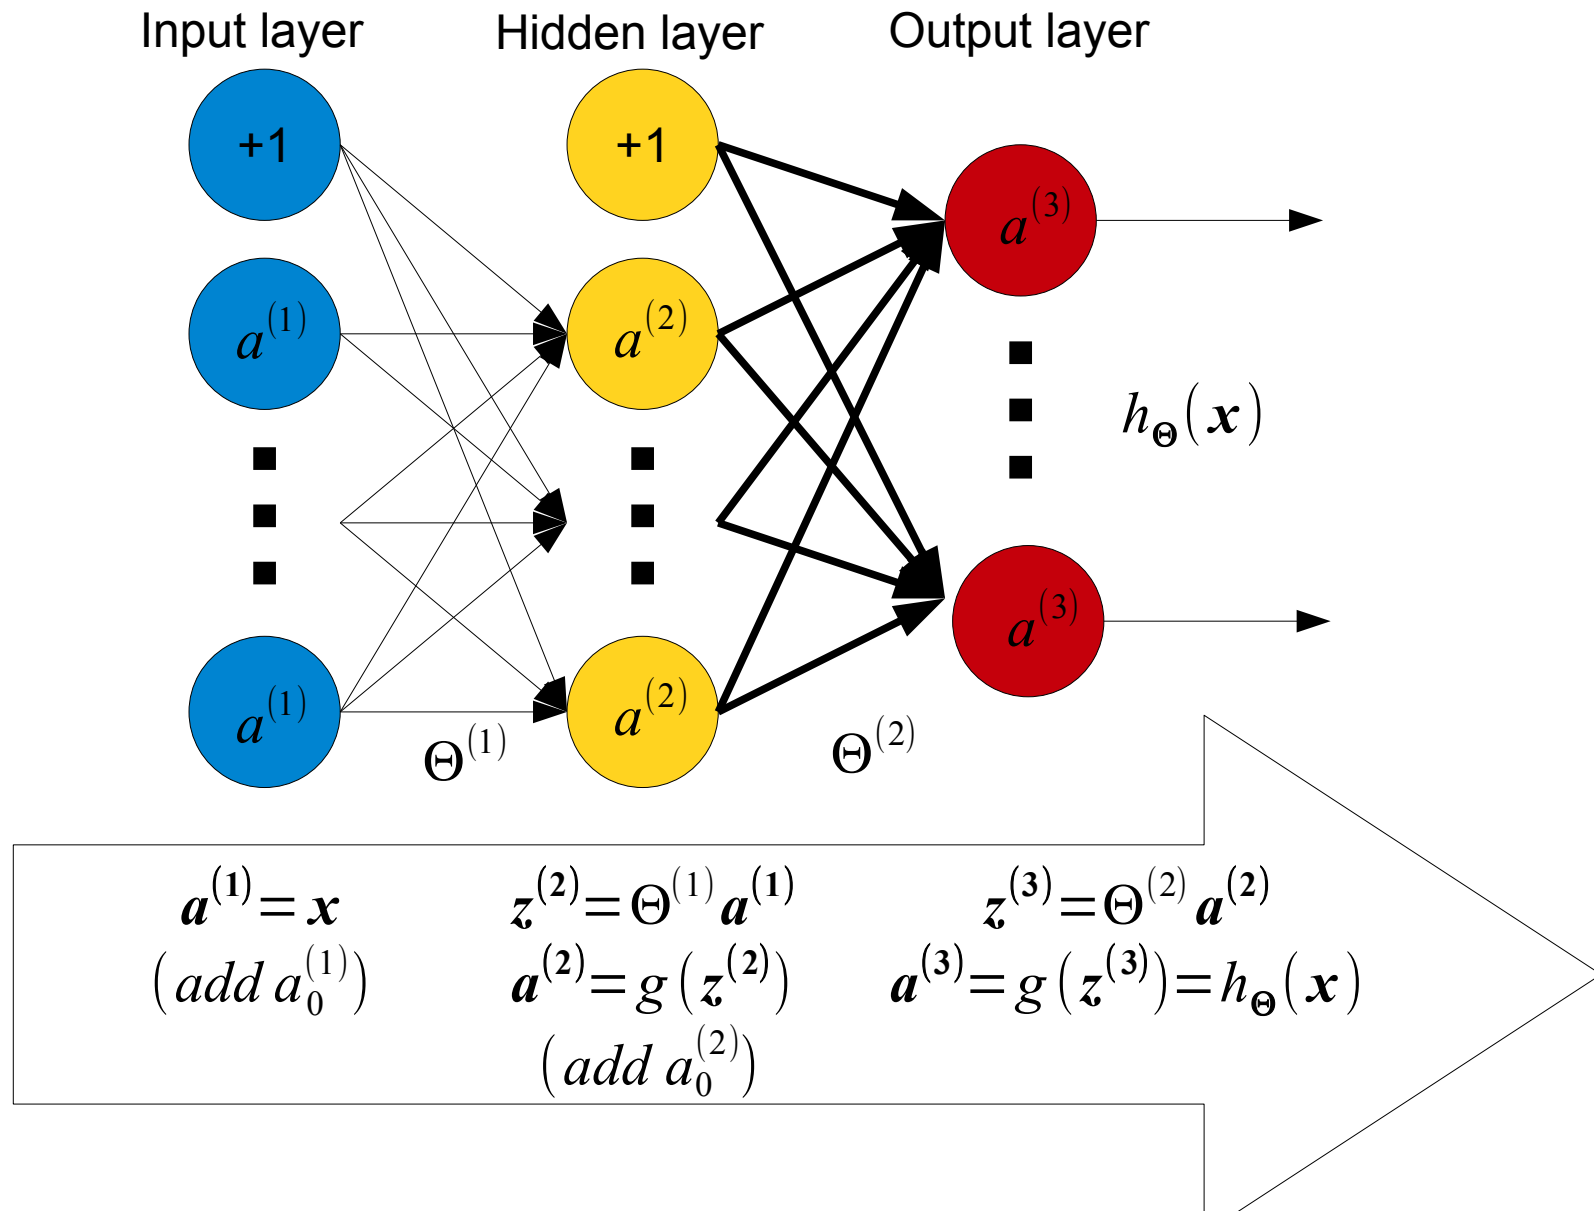 Input layer Hidden layer Output layer
+1 +1
a^(3)
a^(1) a^(2)
h_Θ(x)
a^(3)
a^(1) a^(2)
Θ^(1) Θ^(2)
a^(1)=x z^(2)=Θ^(1) a^(1) z^(3)=Θ^(2) a^(2)
(add a_0^(1)) a^(2)=g(z^(2)) a^(3)=g(z^(3))=h_Θ(x)
(add a_0^(2))